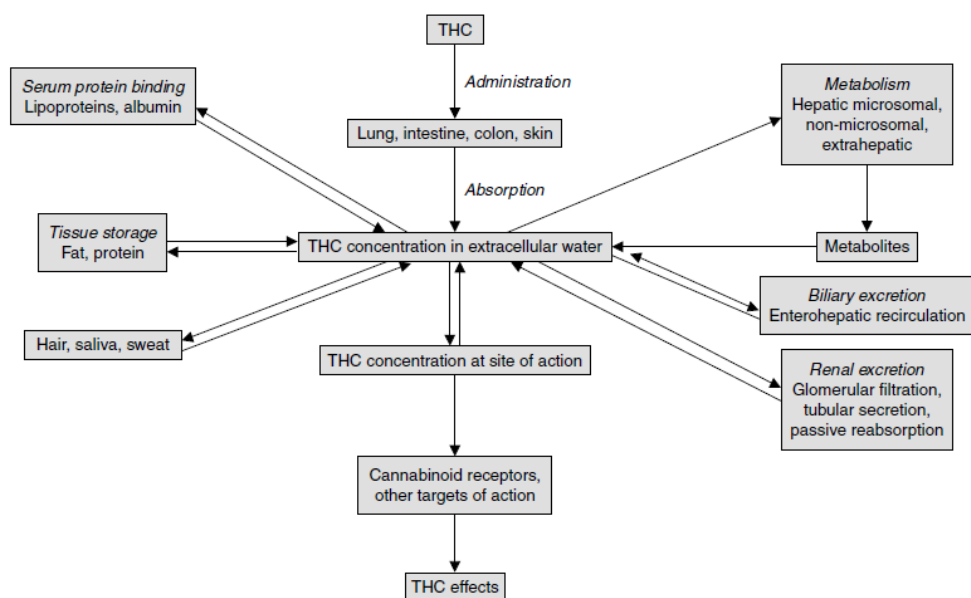 THC
Administration
Serum protein binding
Lipoproteins, albumin
Metabolism
Hepatic microsomal,
non-microsomal,
extrahepatic
Lung, intestine, colon, skin
Absorption
Tissue storage
Fat, protein
THC concentration in extracellular water
Metabolites
Biliary excretion
Enterohepatic recirculation
Hair, saliva, sweat
THC concentration at site of action
Renal excretion
Glomerular filtration,
tubular secretion,
passive reabsorption
Cannabinoid receptors,
other targets of action
THC effects